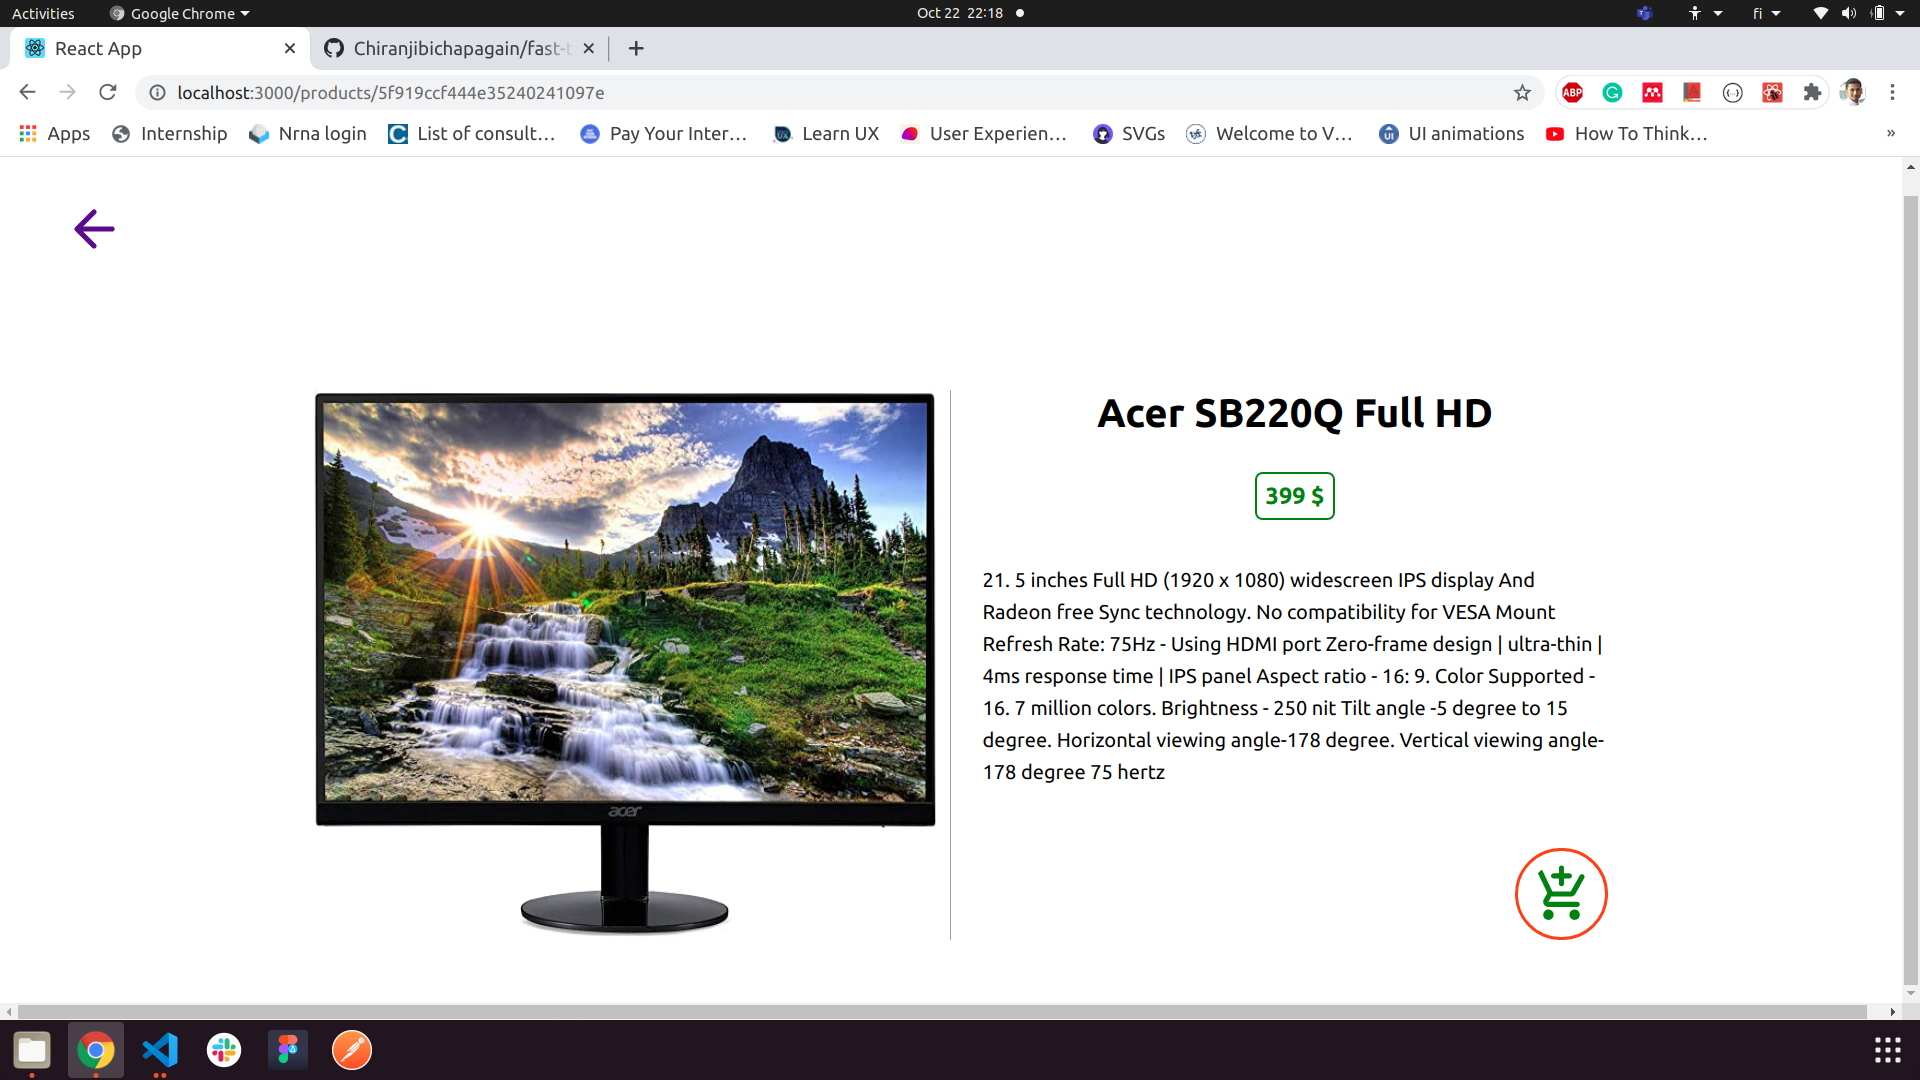 Activities
Google Chrome
Oct 22 22:18
fi
React App
Chiranjibichapagain/fast-t
localhost:3000/products/5f919ccf444e35240241097e
ABP
Apps
Internship
Nrna login
List of consult…
Pay Your Inter…
Learn UX
User Experien…
SVGs
Welcome to V…
UI animations
How To Think…
»
Acer SB220Q Full HD
399 $
21. 5 inches Full HD (1920 x 1080) widescreen IPS display And
Radeon free Sync technology. No compatibility for VESA Mount
Refresh Rate: 75Hz - Using HDMI port Zero-frame design | ultra-thin |
4ms response time | IPS panel Aspect ratio - 16: 9. Color Supported -
16. 7 million colors. Brightness - 250 nit Tilt angle -5 degree to 15
degree. Horizontal viewing angle-178 degree. Vertical viewing angle-
178 degree 75 hertz
acer